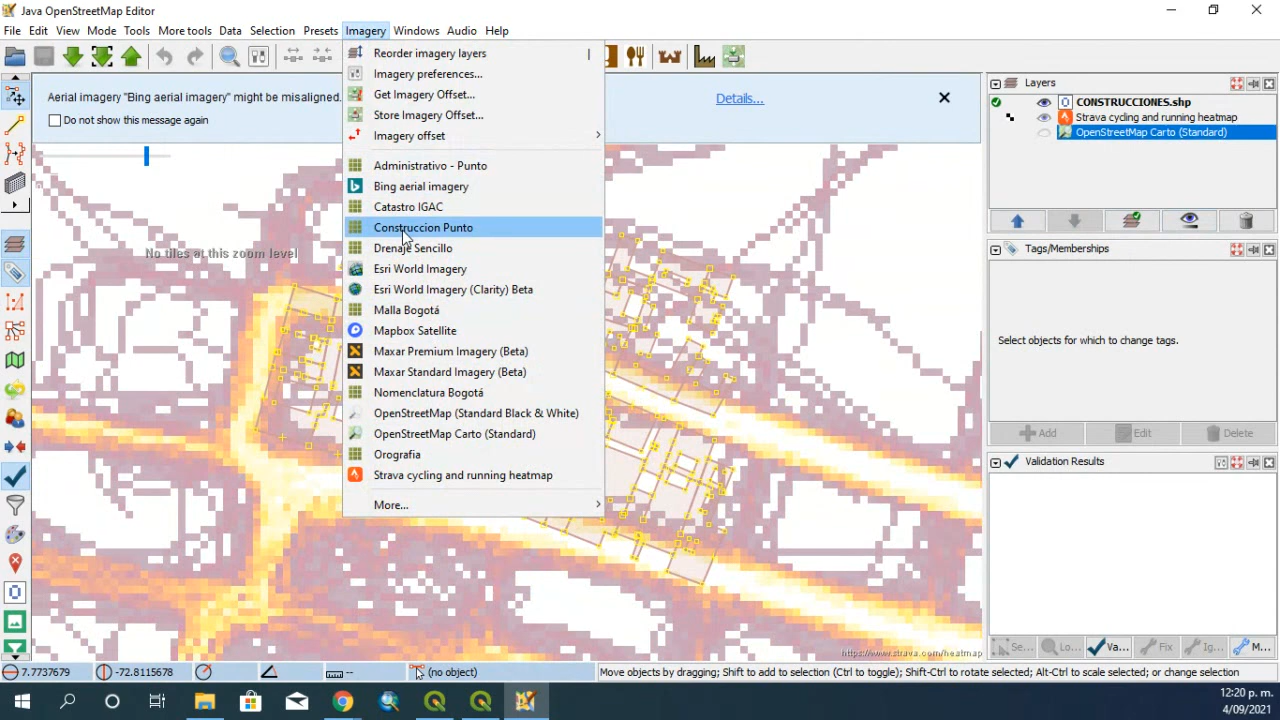 Java OpenStreetMap Editor
File Edit View Mode Tools More tools Data Selection Presets Imagery Windows Audio Help
Aerial imagery "Bing aerial imagery" might be misaligned.
Details...
Do not show this message again
Reorder imagery layers |
Imagery preferences...
Get Imagery Offset...
Store Imagery Offset...
Imagery offset
Administrativo - Punto
Bing aerial imagery
Catastro IGAC
Construccion Punto
Drenaje Sencillo
Esri World Imagery
Esri World Imagery (Clarity) Beta
Malla Bogotá
Mapbox Satellite
Maxar Premium Imagery (Beta)
Maxar Standard Imagery (Beta)
Nomenclatura Bogotá
OpenStreetMap (Standard Black & White)
OpenStreetMap Carto (Standard)
Orografia
Strava cycling and running heatmap
More...
No tiles at this zoom level
Layers
CONSTRUCCIONES.shp
Strava cycling and running heatmap
OpenStreetMap Carto (Standard)
Tags/Memberships
Select objects for which to change tags.
Add Edit Delete
Validation Results
Se... Lo... Va... Fix Ig... M...
https://www.strava.com/heatmap
7.7737679 -72.8115678 -- (no object) Move objects by dragging; Shift to add to selection (Ctrl to toggle); Shift-Ctrl to rotate selected; Alt-Ctrl to scale selected; or change selection
12:20 p. m.
4/09/2021